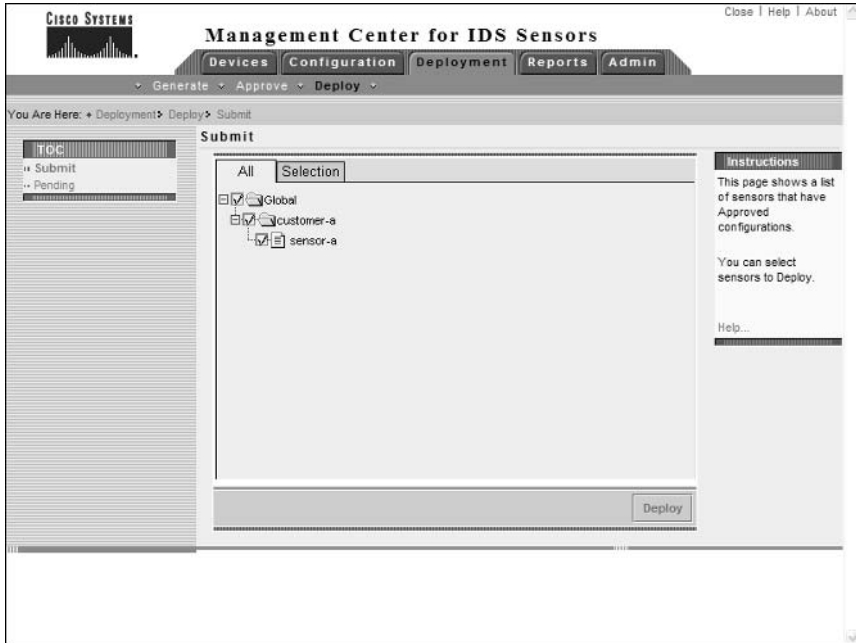 Close | Help | About
CISCO SYSTEMS
Management Center for IDS Sensors
Devices Configuration Deployment Reports Admin
Generate Approve Deploy
You Are Here: Deployment Deploy Submit
Submit
TOC
Submit
Pending
All Selection
Global
customer-a
sensor-a
Deploy
Instructions
This page shows a list
of sensors that have
Approved
configurations.
You can select
sensors to Deploy.
Help...